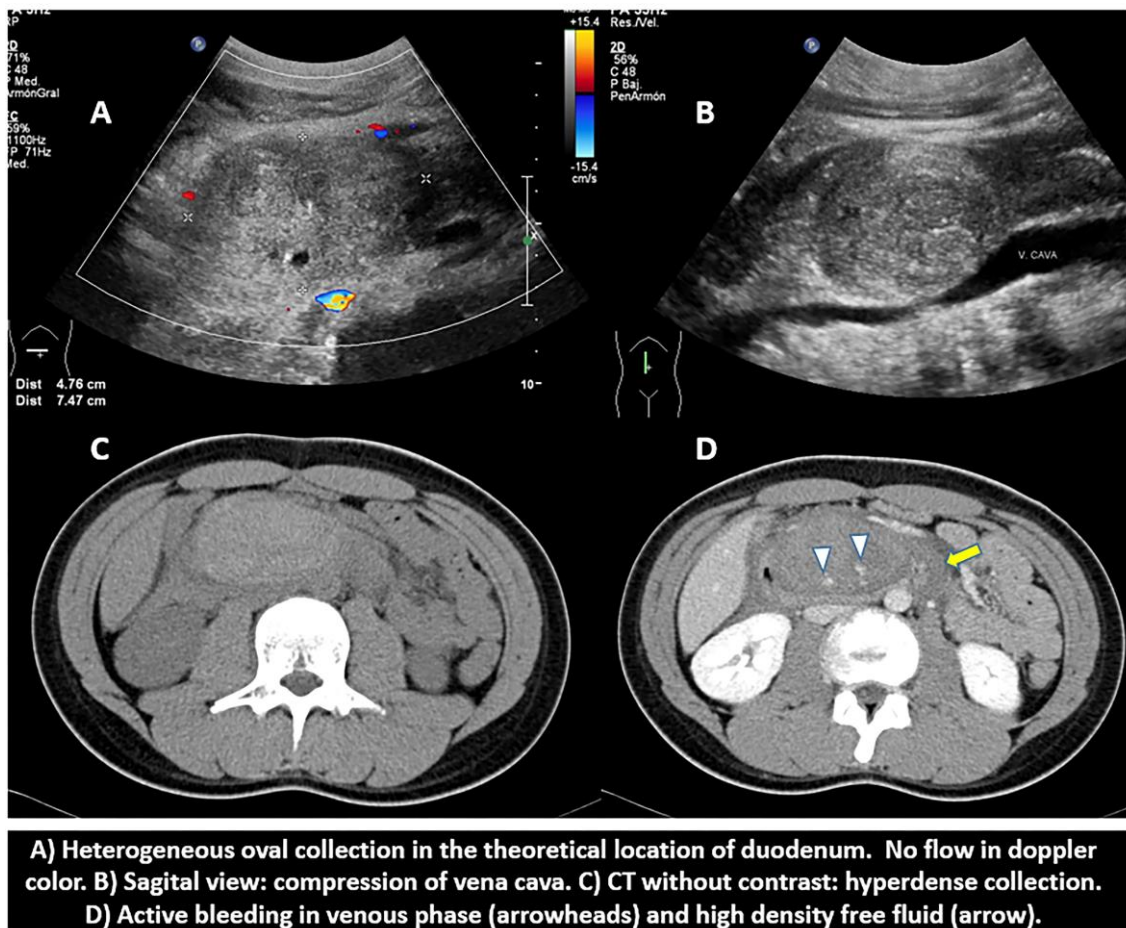 RP
2D
71%
C 48
P Med.
ArmónGral
59%
1100Hz
FP 71Hz
Med.
A
P
+15.4
-15.4
cm/s
x
10
Dist 4.76 cm
Dist 7.47 cm
Res./Vel.
2D
56%
C 48
P Baj.
PenArmón
B
P
V. CAVA
C
D
A) Heterogeneous oval collection in the theoretical location of duodenum. No flow in doppler
color. B) Sagital view: compression of vena cava. C) CT without contrast: hyperdense collection.
D) Active bleeding in venous phase (arrowheads) and high density free fluid (arrow).